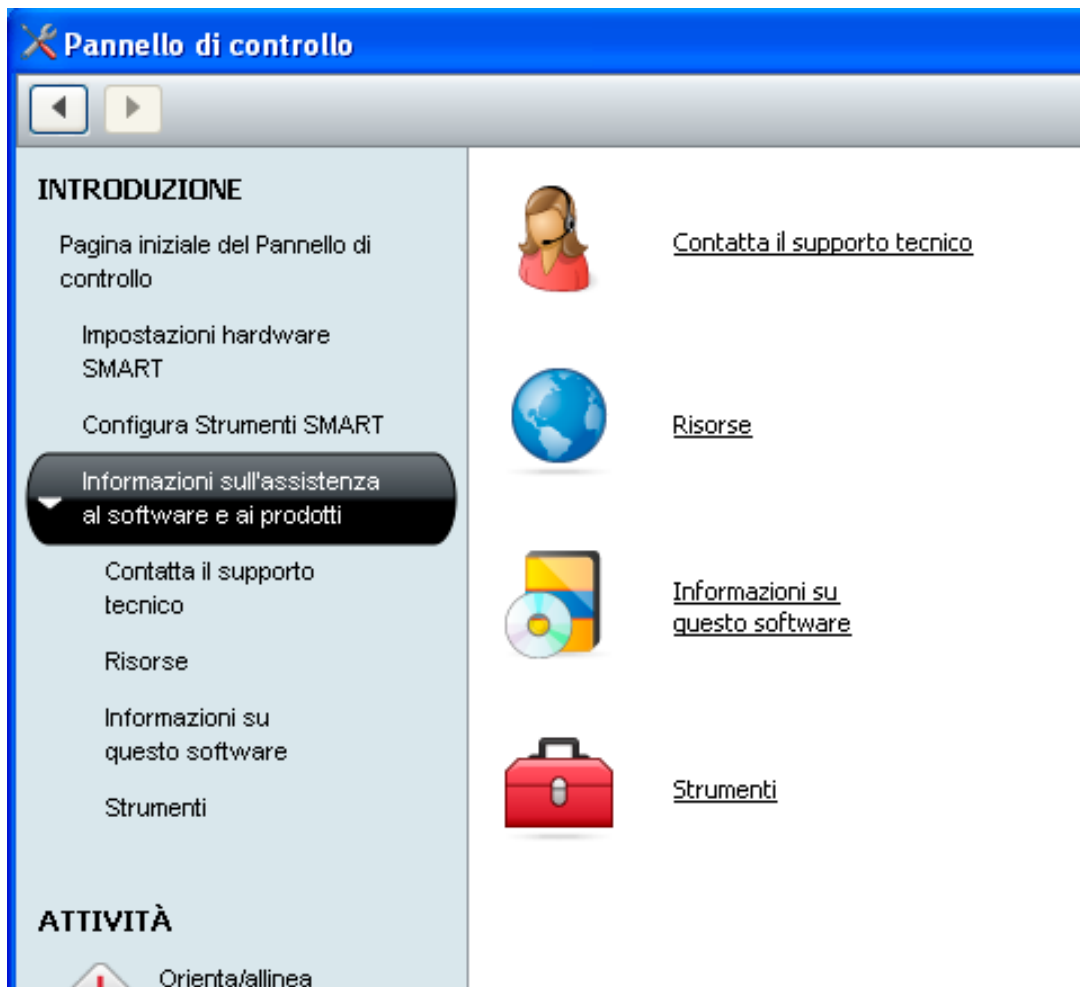 Pannello di controllo
INTRODUZIONE
Pagina iniziale del Pannello di
controllo
Impostazioni hardware
SMART
Configura Strumenti SMART
Informazioni sull'assistenza
al software e ai prodotti
Contatta il supporto
tecnico
Risorse
Informazioni su
questo software
Strumenti
ATTIVITÀ
Orienta/allinea
Contatta il supporto tecnico
Risorse
Informazioni su
questo software
Strumenti